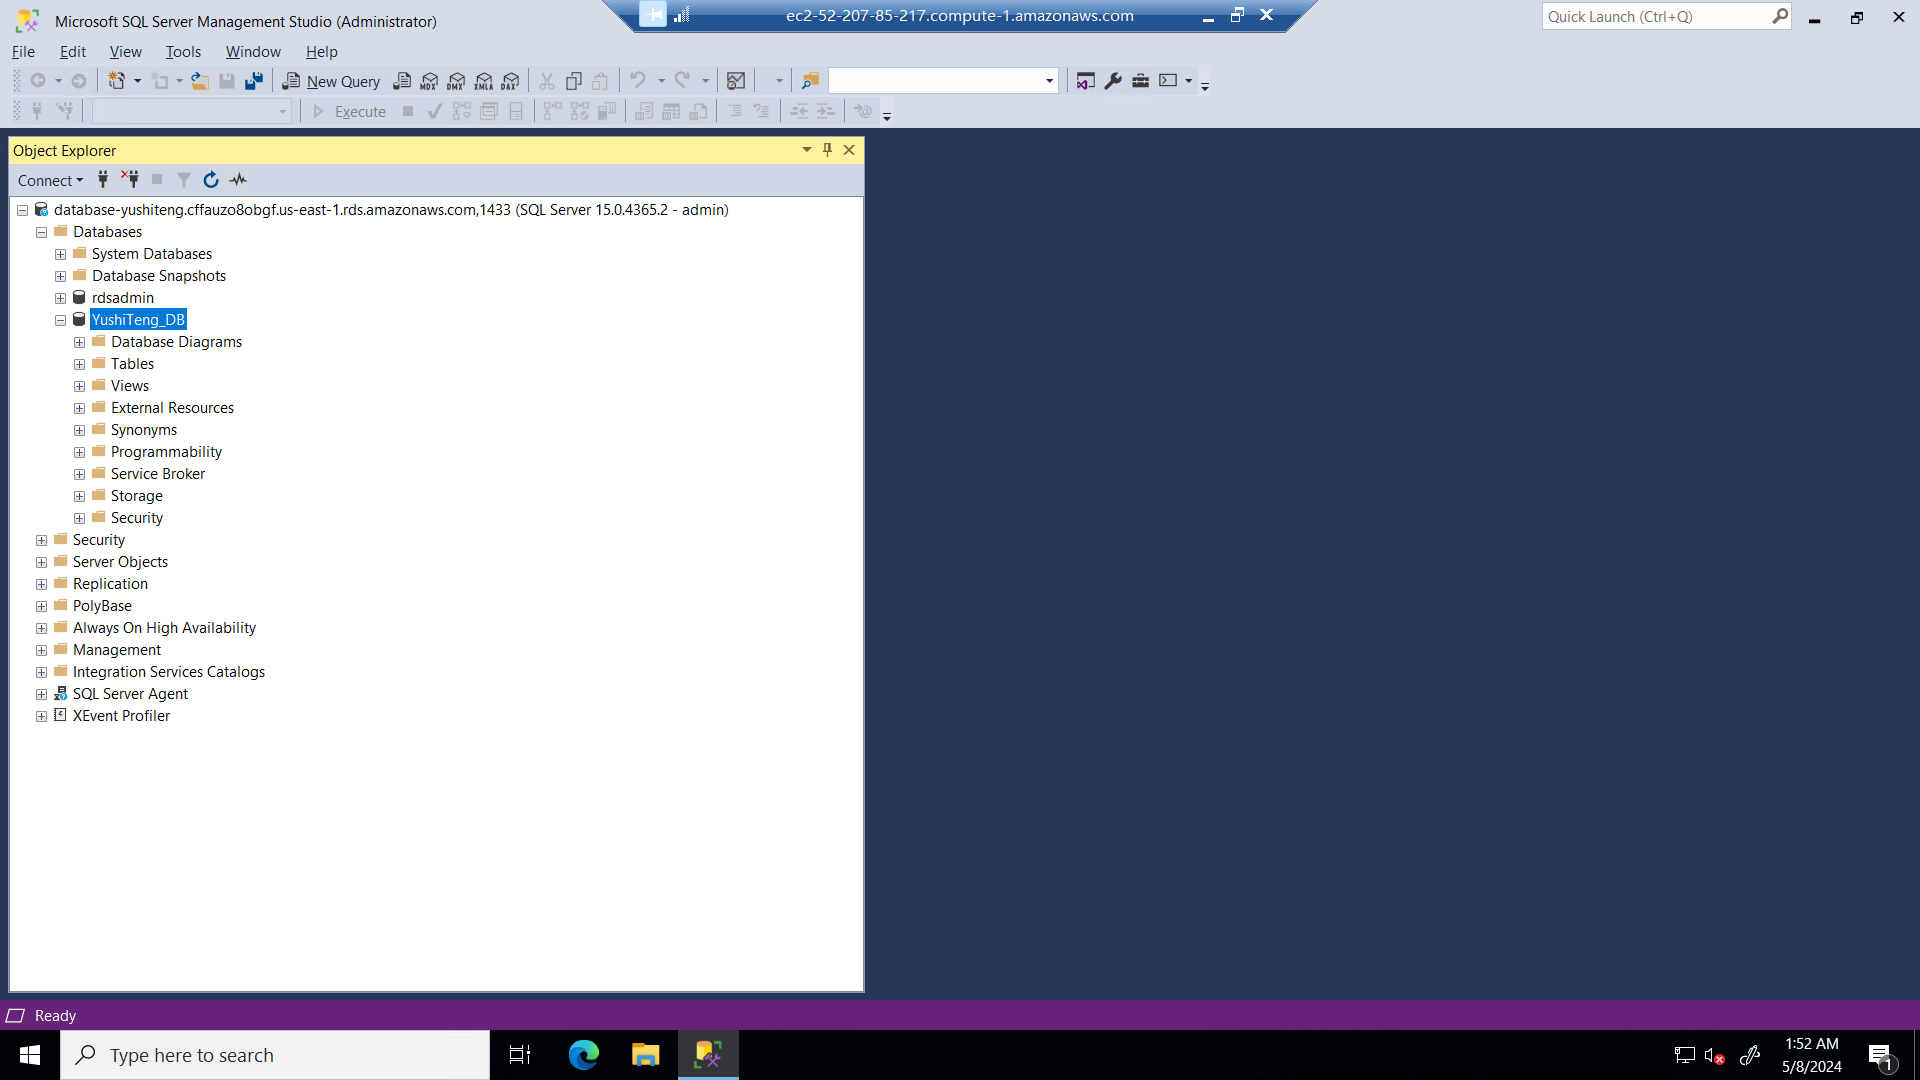 Microsoft SQL Server Management Studio (Administrator)
ec2-52-207-85-217.compute-1.amazonaws.com
Quick Launch (Ctrl+Q)
File Edit View Tools Window Help
New Query MDX DMX XMLA DAX
Execute
Object Explorer
Connect
database-yushiteng.cffauzo8obgf.us-east-1.rds.amazonaws.com,1433 (SQL Server 15.0.4365.2 - admin)
Databases
System Databases
Database Snapshots
rdsadmin
YushiTeng_DB
Database Diagrams
Tables
Views
External Resources
Synonyms
Programmability
Service Broker
Storage
Security
Security
Server Objects
Replication
PolyBase
Always On High Availability
Management
Integration Services Catalogs
SQL Server Agent
XEvent Profiler
Ready
Type here to search
1:52 AM
5/8/2024
1